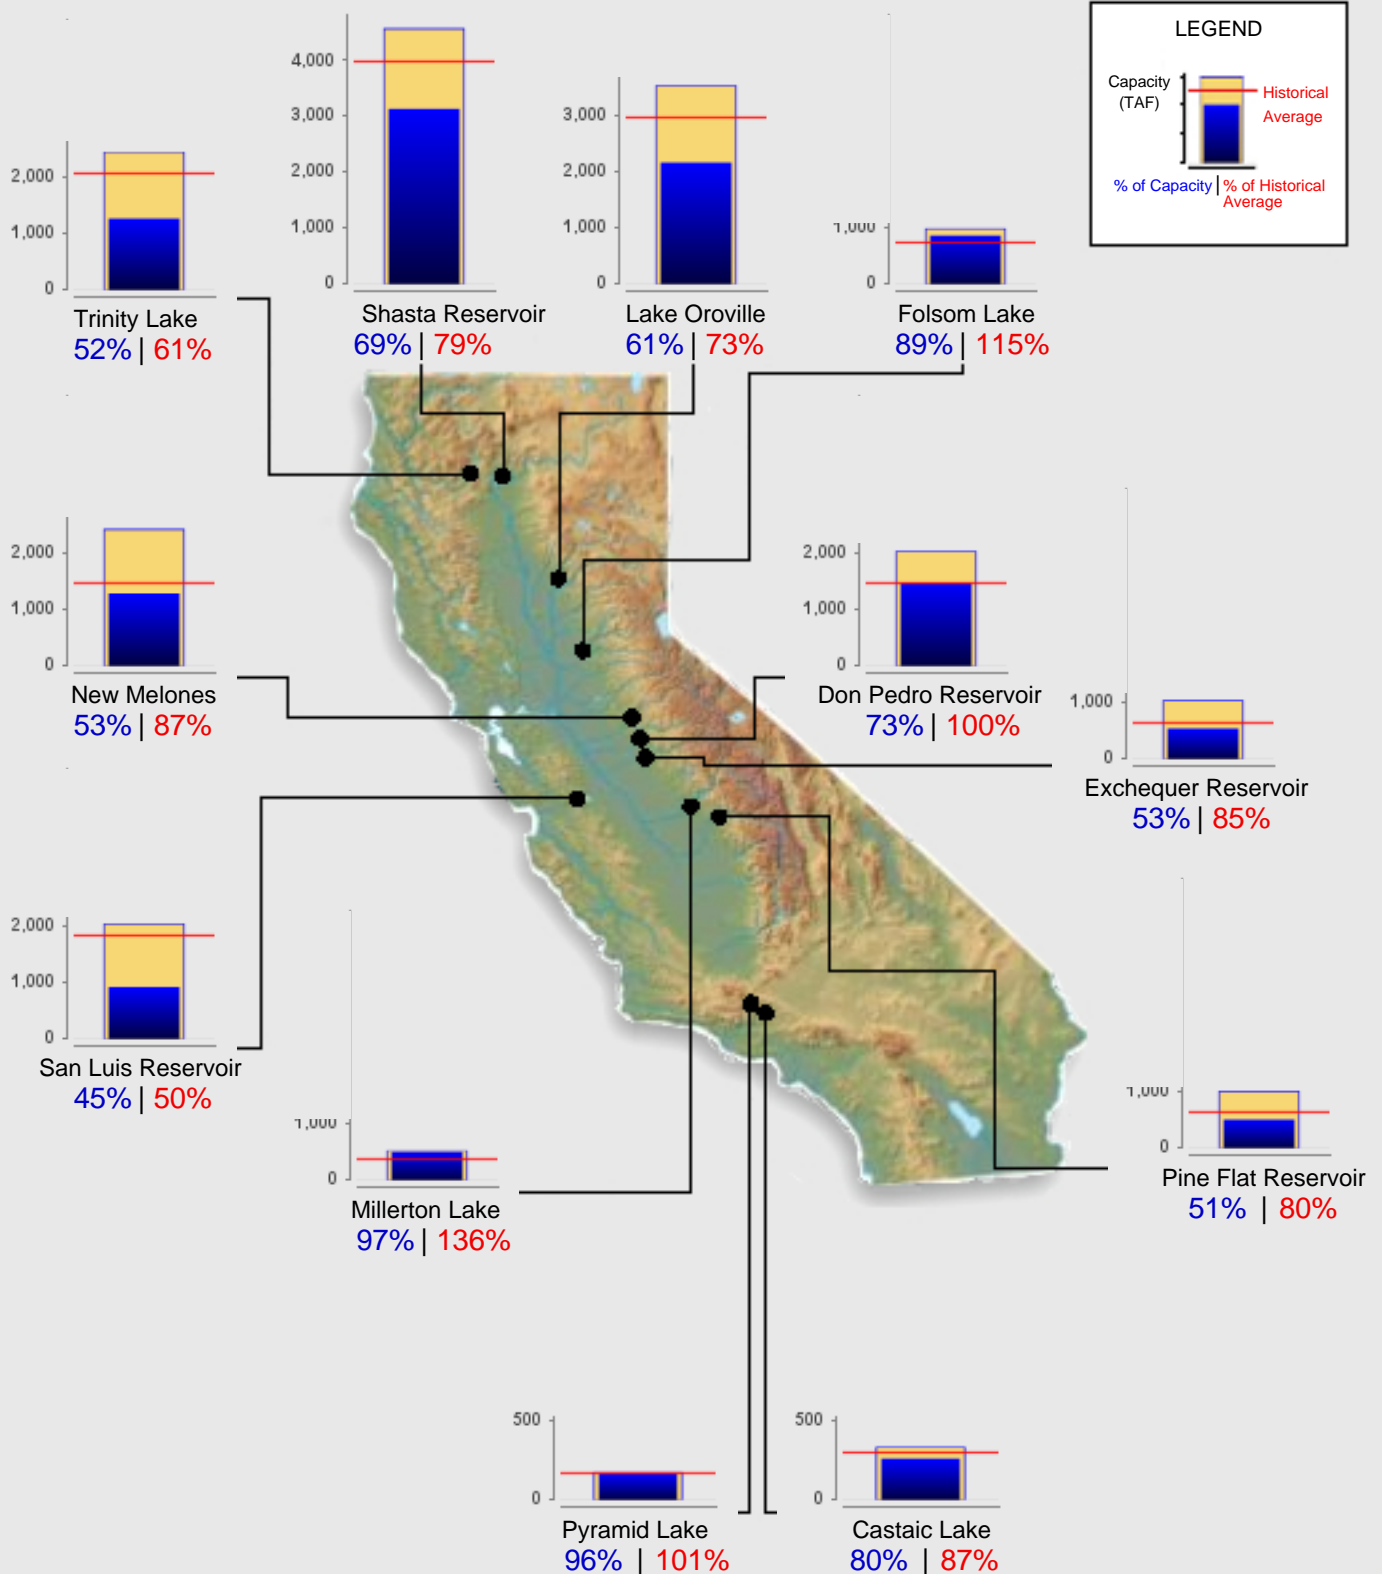 LEGEND
Capacity
(TAF)
Historical
Average
% of Capacity | % of Historical
Average
4,000
3,000
2,000
1,000
0
Shasta Reservoir
69% | 79%
3,000
2,000
1,000
0
Lake Oroville
61% | 73%
1,000
0
Folsom Lake
89% | 115%
2,000
1,000
0
Trinity Lake
52% | 61%
2,000
1,000
0
New Melones
53% | 87%
2,000
1,000
0
Don Pedro Reservoir
73% | 100%
1,000
0
Exchequer Reservoir
53% | 85%
2,000
1,000
0
San Luis Reservoir
45% | 50%
1,000
0
Millerton Lake
97% | 136%
1,000
0
Pine Flat Reservoir
51% | 80%
500
0
Pyramid Lake
96% | 101%
500
0
Castaic Lake
80% | 87%